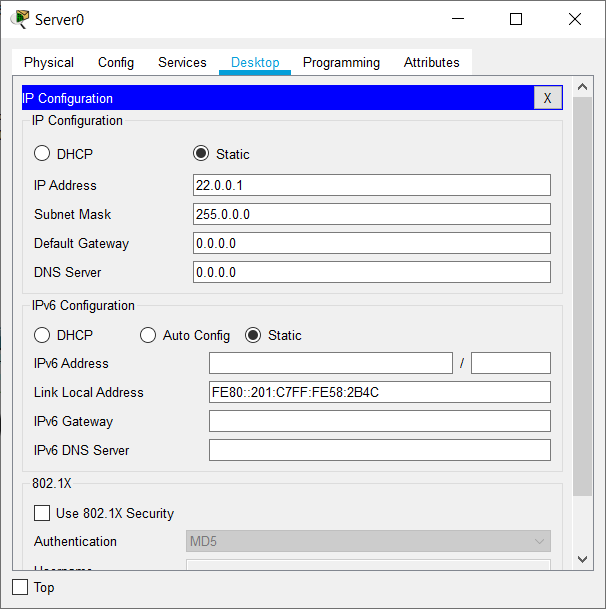 Server0
Physical Config Services Desktop Programming Attributes
IP Configuration X
IP Configuration
DHCP Static
IP Address 22.0.0.1
Subnet Mask 255.0.0.0
Default Gateway 0.0.0.0
DNS Server 0.0.0.0
IPv6 Configuration
DHCP Auto Config Static
IPv6 Address /
Link Local Address FE80::201:C7FF:FE58:2B4C
IPv6 Gateway
IPv6 DNS Server
802.1X
Use 802.1X Security
Authentication MD5
Username
Top